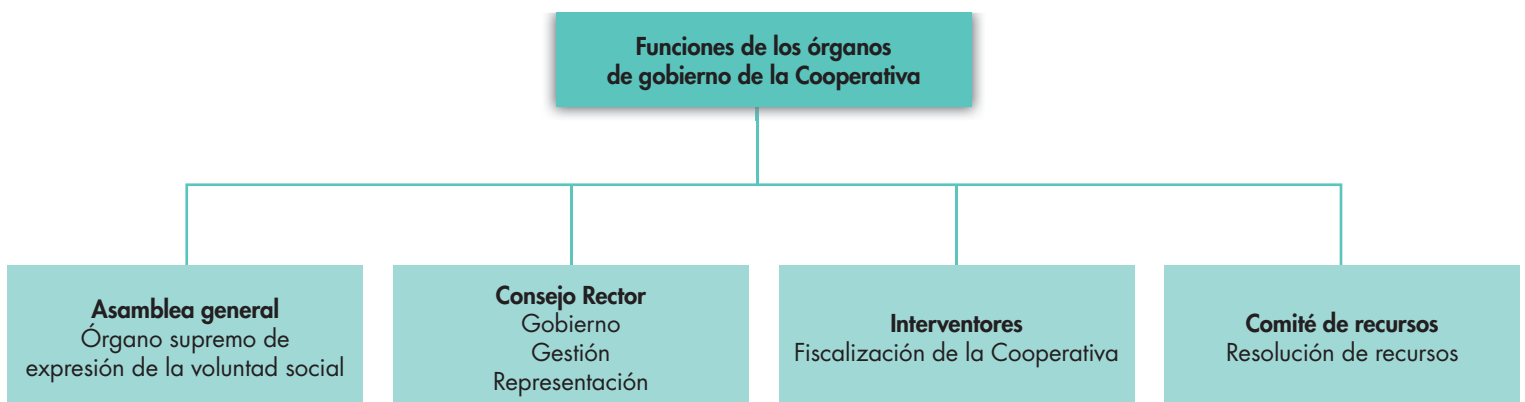 Funciones de los órganos
de gobierno de la Cooperativa
Asamblea general
Órgano supremo de
expresión de la voluntad social
Consejo Rector
Gobierno
Gestión
Representación
Interventores
Fiscalización de la Cooperativa
Comité de recursos
Resolución de recursos